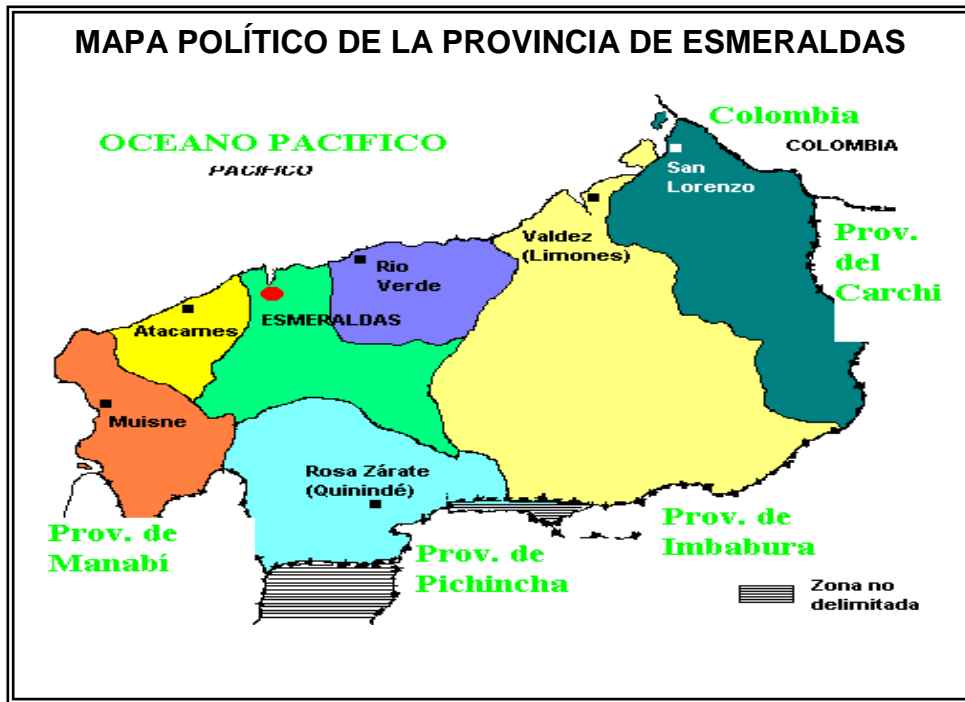 MAPA POLÍTICO DE LA PROVINCIA DE ESMERALDAS
Colombia
OCEANO PACIFICO
COLOMBIA
PACIFICO
San
Lorenzo
Prov.
del
Carchi
Valdez
(Limones)
Rio
Verde
ESMERALDAS
Atacames
Muisne
Rosa Zárate
(Quinindé)
Prov. de
Manabí
Prov. de
Pichincha
Prov. de
Imbabura
Zona no
delimitada